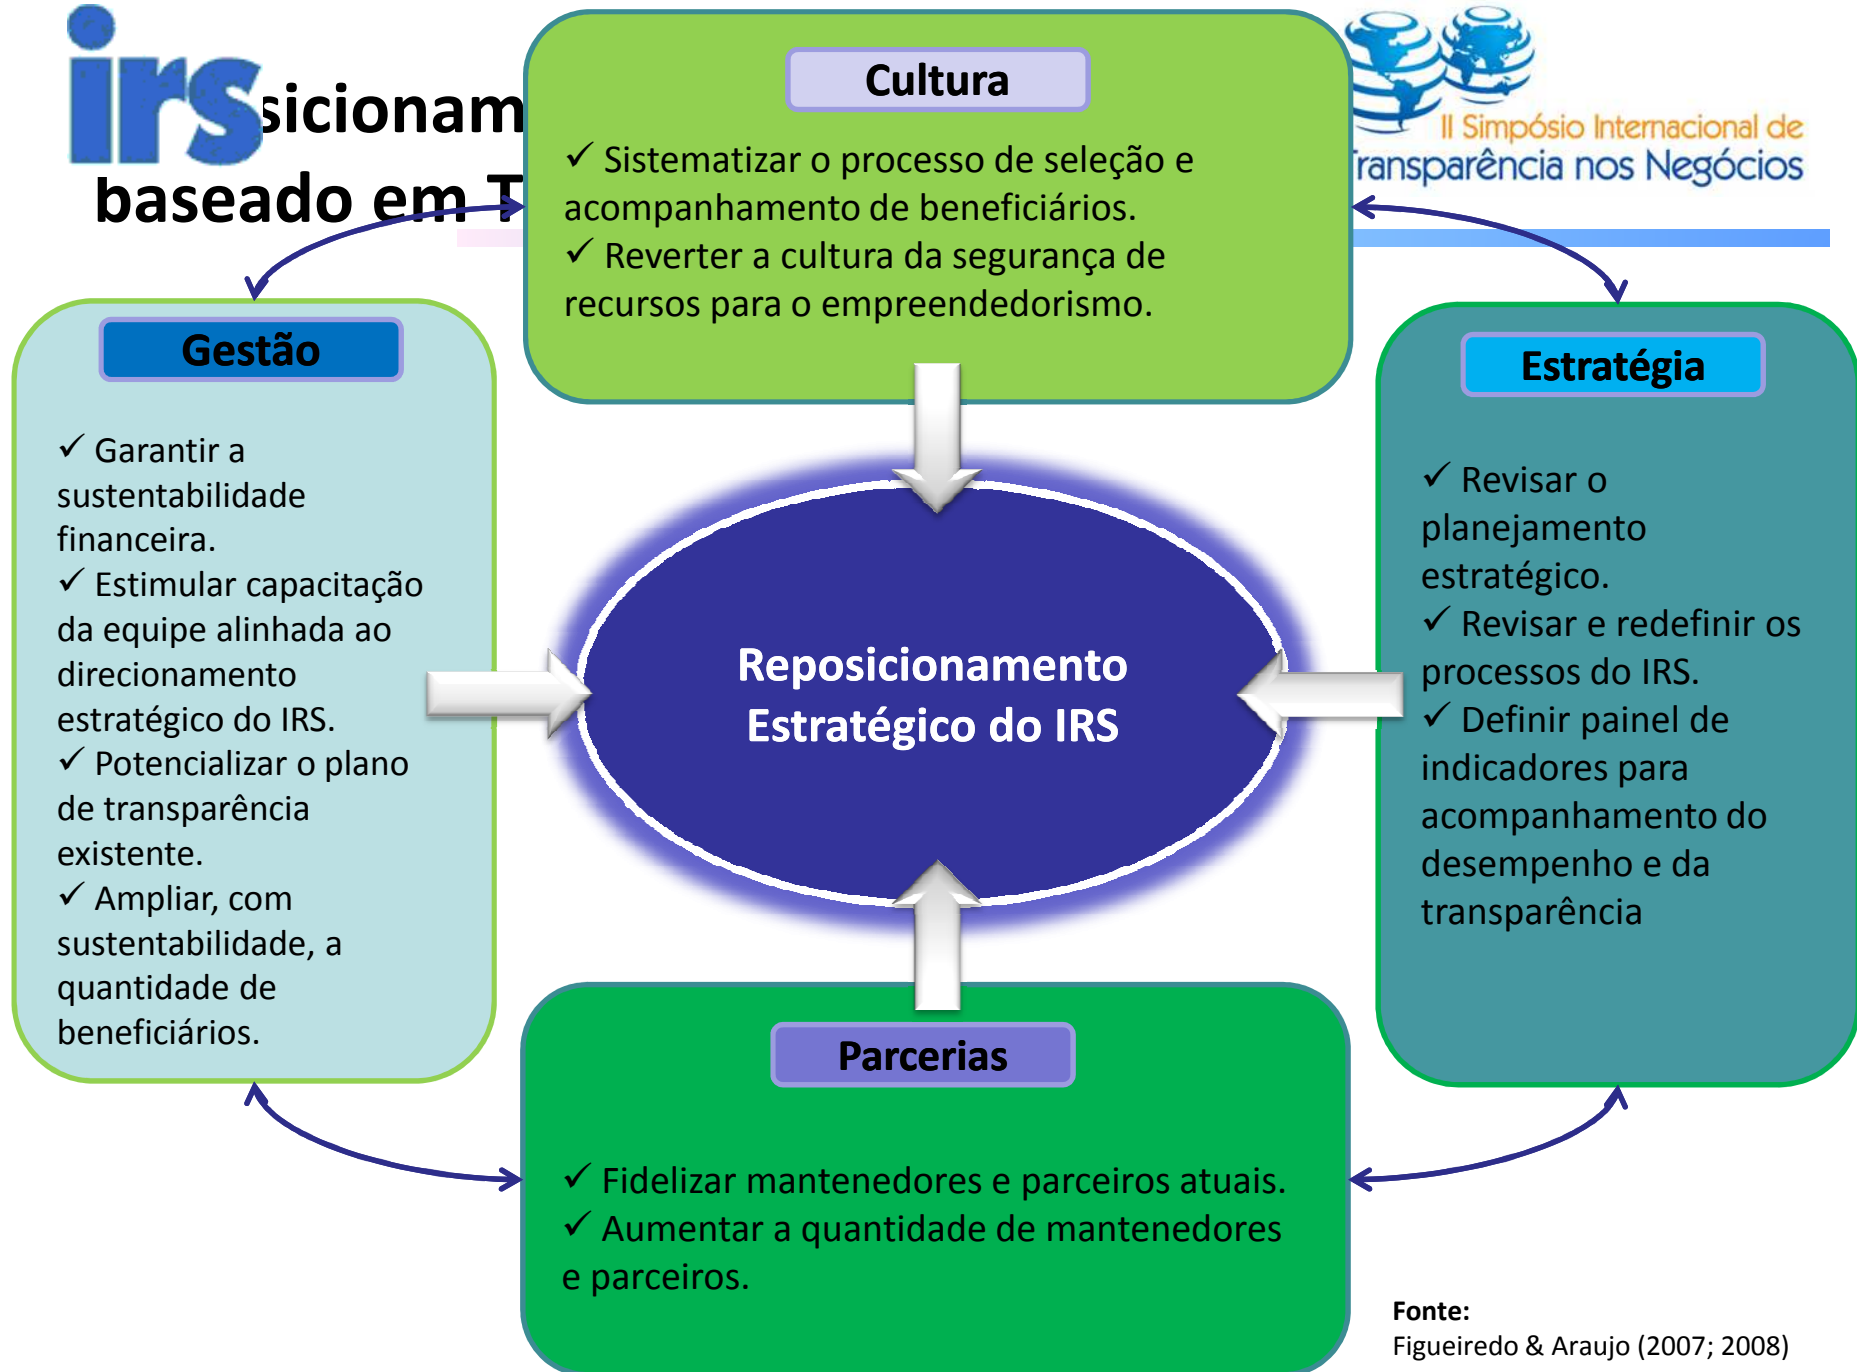 irs
sicionam
baseado em T
II Simpósio Internacional de
ransparência nos Negócios
Cultura
✓ Sistematizar o processo de seleção e
acompanhamento de beneficiários.
✓ Reverter a cultura da segurança de
recursos para o empreendedorismo.
Gestão
✓ Garantir a
sustentabilidade
financeira.
✓ Estimular capacitação
da equipe alinhada ao
direcionamento
estratégico do IRS.
✓ Potencializar o plano
de transparência
existente.
✓ Ampliar, com
sustentabilidade, a
quantidade de
beneficiários.
Reposicionamento
Estratégico do IRS
Estratégia
✓ Revisar o
planejamento
estratégico.
✓ Revisar e redefinir os
processos do IRS.
✓ Definir painel de
indicadores para
acompanhamento do
desempenho e da
transparência
Parcerias
✓ Fidelizar mantenedores e parceiros atuais.
✓ Aumentar a quantidade de mantenedores
e parceiros.
Fonte:
Figueiredo & Araujo (2007; 2008)